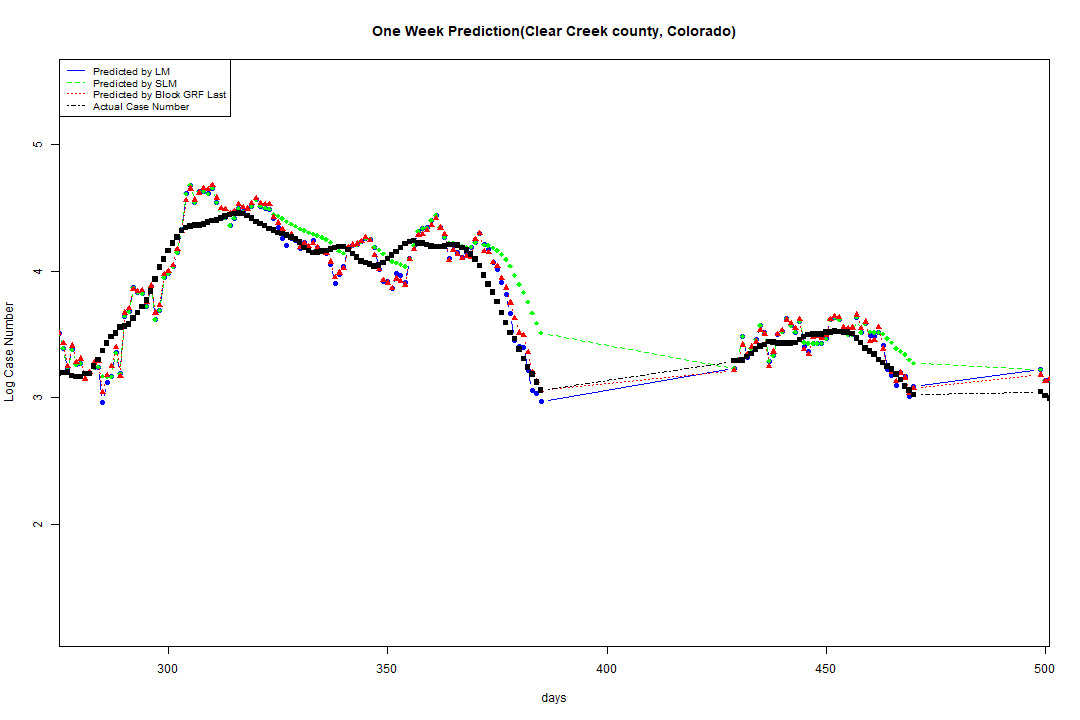 One Week Prediction(Clear Creek county, Colorado)
Predicted by LM
Predicted by SLM
Predicted by Block GRF Last
Actual Case Number
5
4
3
2
Log Case Number
300 350 400 450 500
days